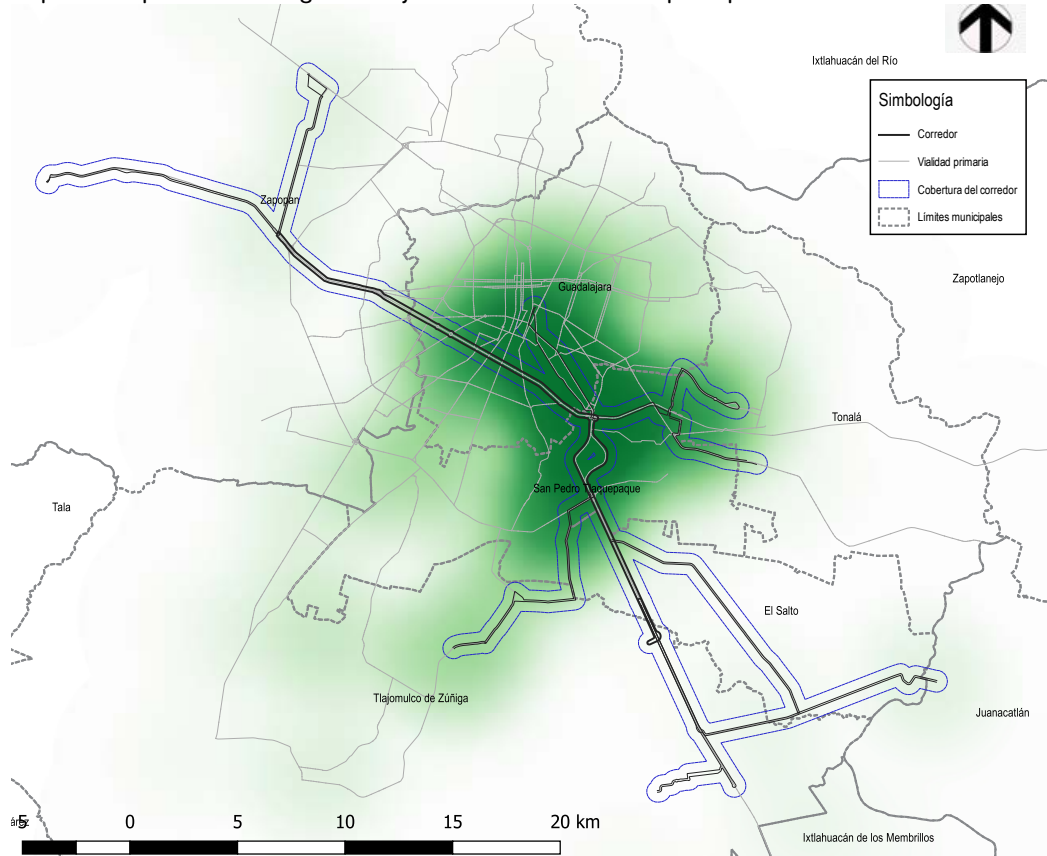 Ixtlahuacán del Río
Simbología
Corredor
Vialidad primaria
Cobertura del corredor
Límites municipales
Zapopan
Zapotlanejo
Guadalajara
Tonalá
San Pedro Tlaquepaque
Tala
El Salto
Tlajomulco de Zúñiga
Juanacatlán
5 0 5 10 15 20 km
Ixtlahuacán de los Membrillos